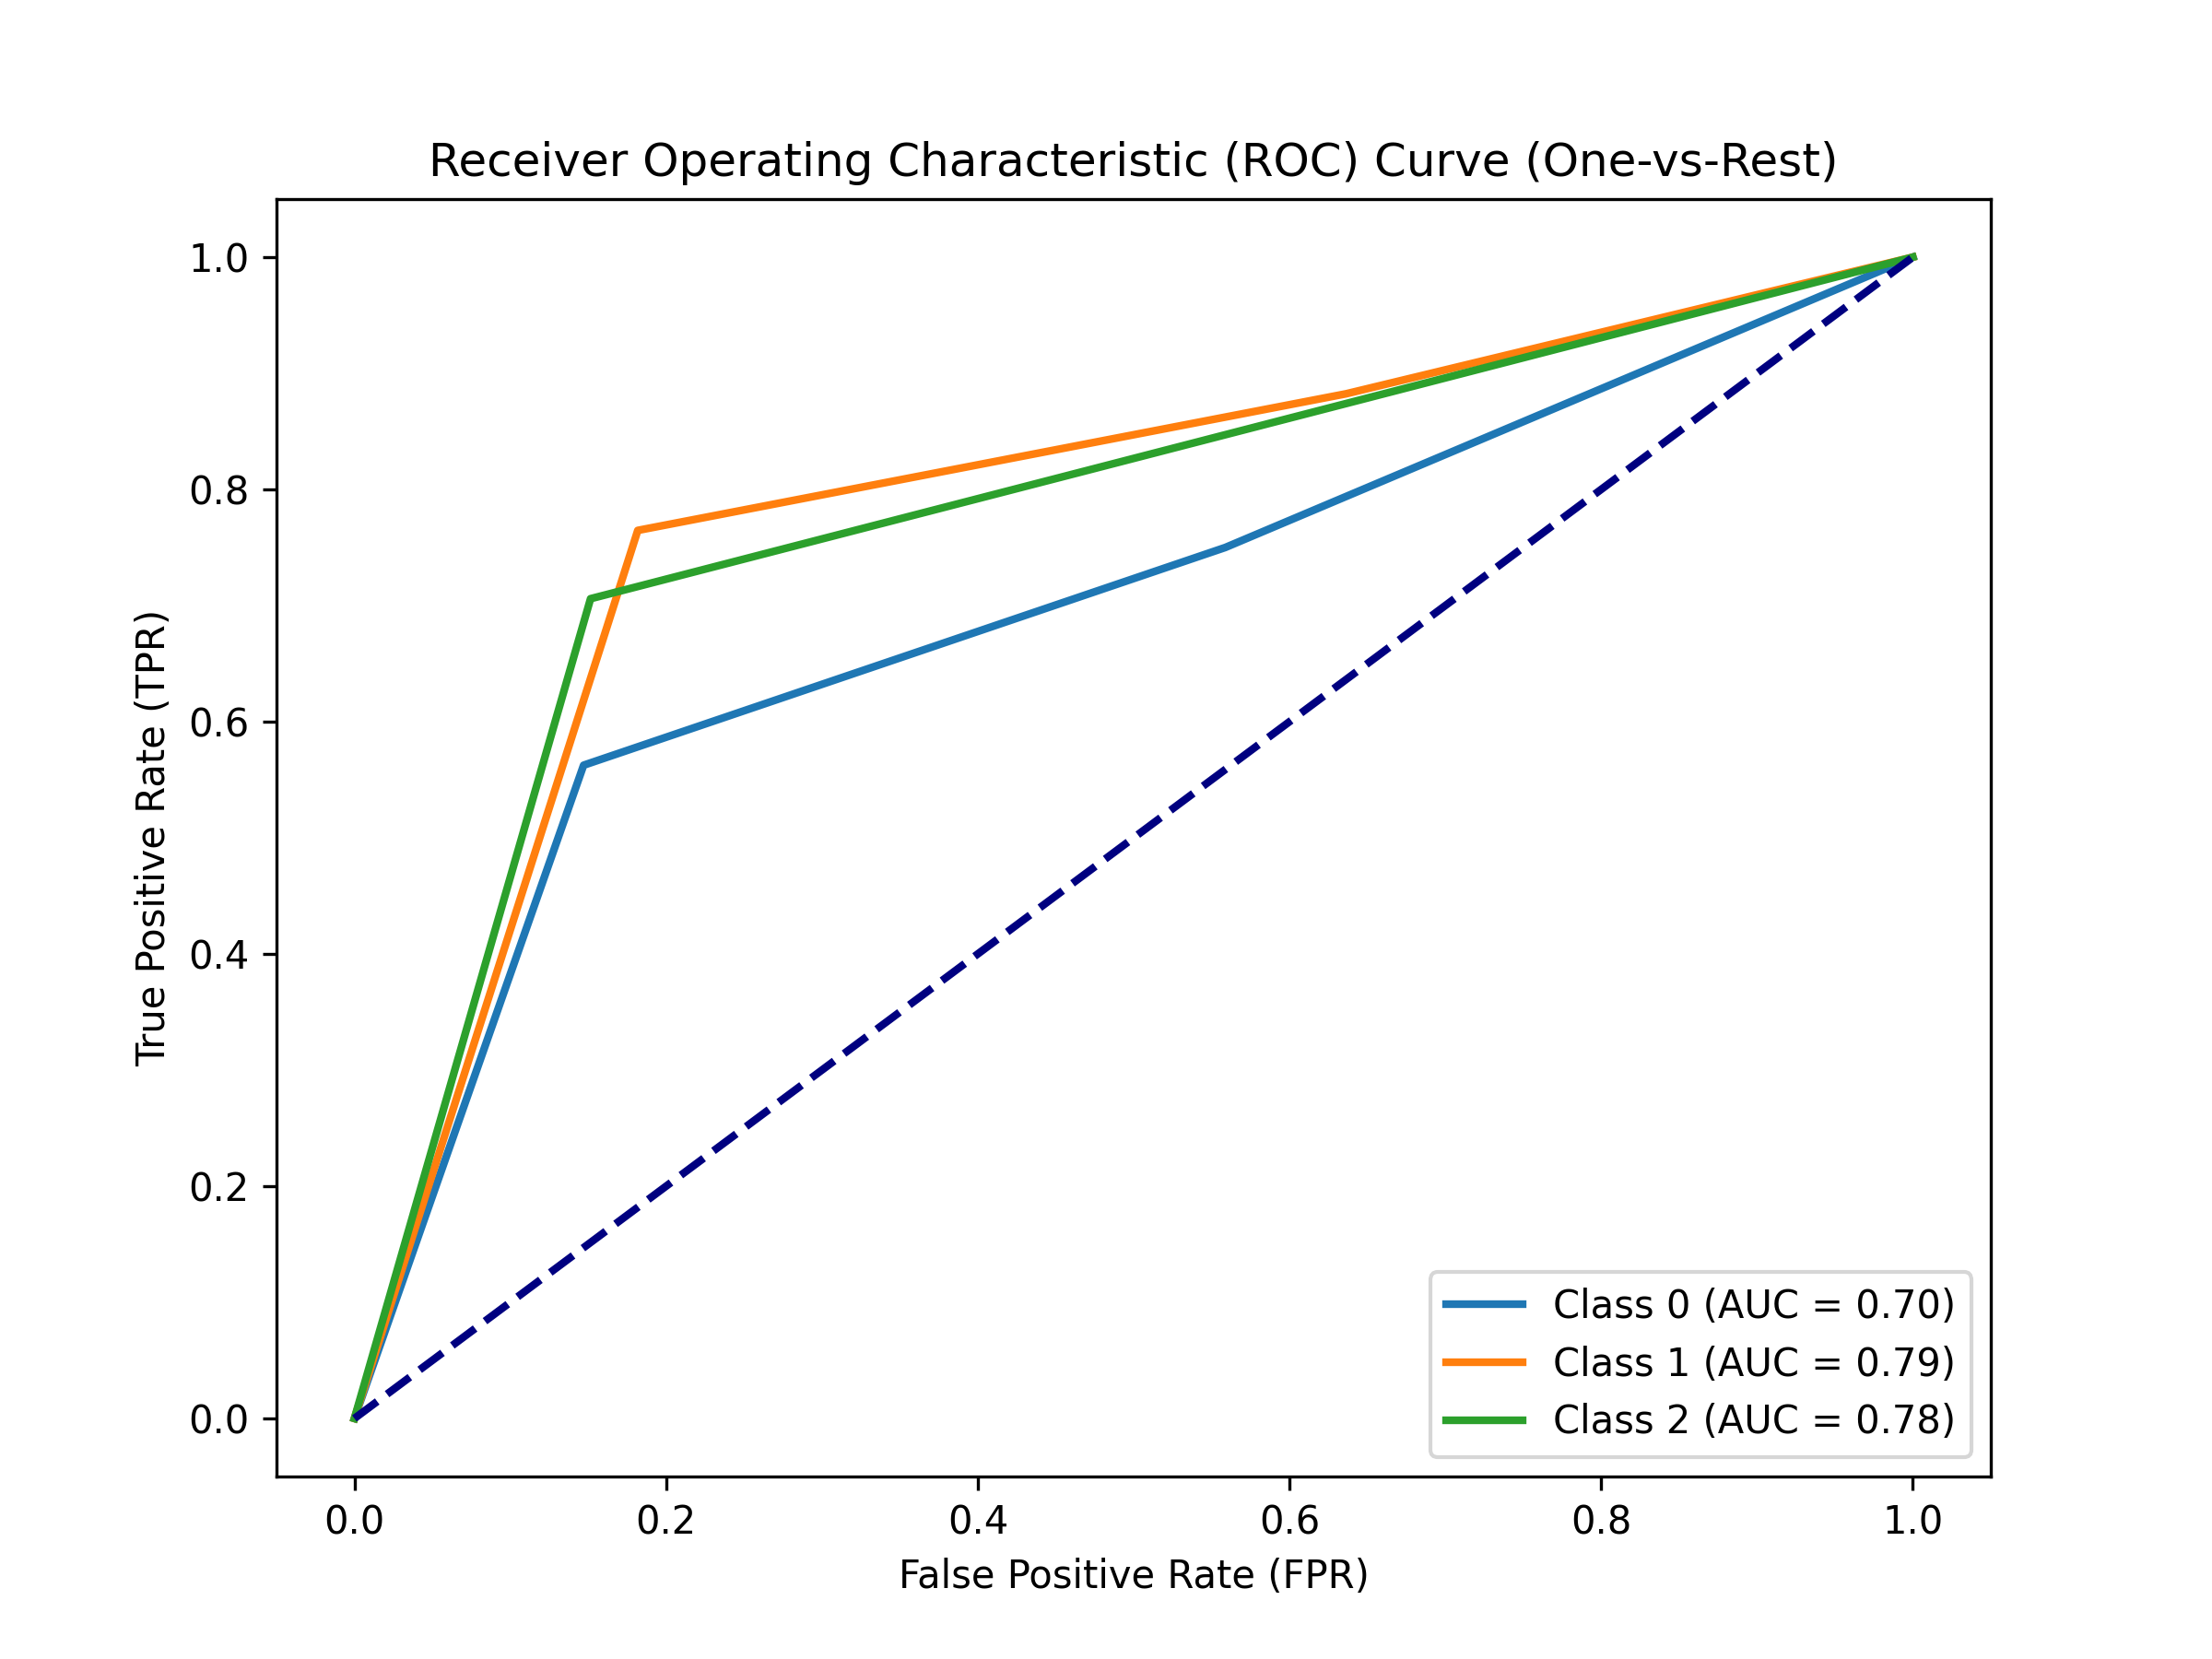 Receiver Operating Characteristic (ROC) Curve (One-vs-Rest)
1.0
0.8
0.6
0.4
0.2
0.0
True Positive Rate (TPR)
Class 0 (AUC = 0.70)
Class 1 (AUC = 0.79)
Class 2 (AUC = 0.78)
0.0 0.2 0.4 0.6 0.8 1.0
False Positive Rate (FPR)